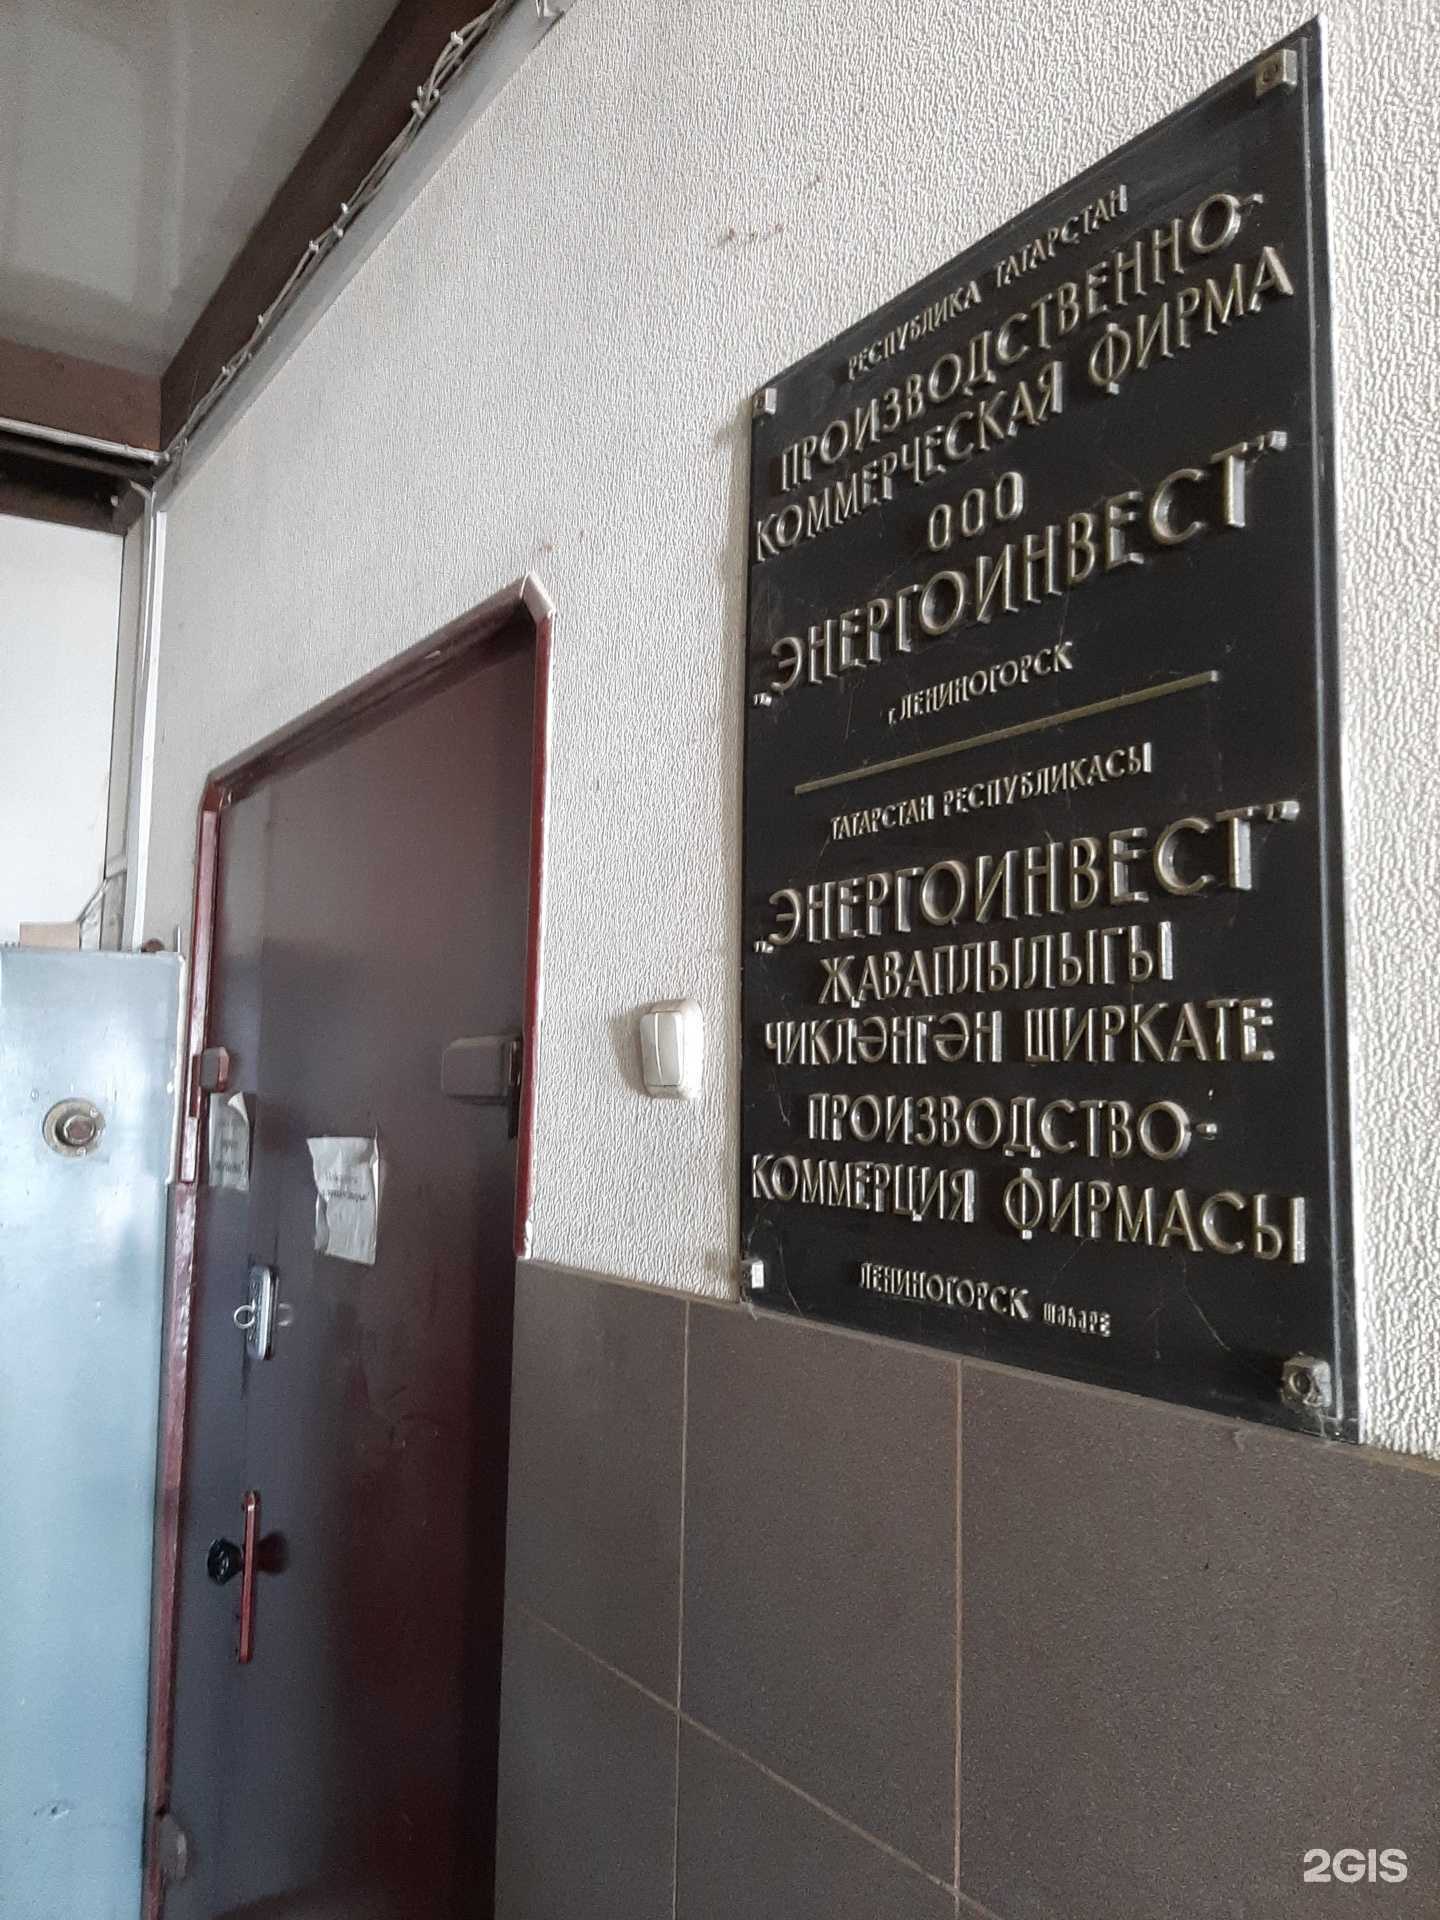 РЕСПУБЛИКА ТАТАРСТАН
ПРОИЗВОДСТВЕННО-
КОММЕРЧЕСКАЯ ФИРМА
ООО
„ЭНЕРГОИНВЕСТ"
г. ЛЕНИНОГОРСК
ТАТАРСТАН РЕСПУБЛИКАСЫ
„ЭНЕРГОИНВЕСТ"
ҖАВАПЛЫЛЫГЫ
ЧИКЛӘНГӘН ШИРКАТЕ
ПРОИЗВОДСТВО-
КОММЕРЦИЯ ФИРМАСЫ
ЛЕНИНОГОРСК шәһәРЕ
2GIS